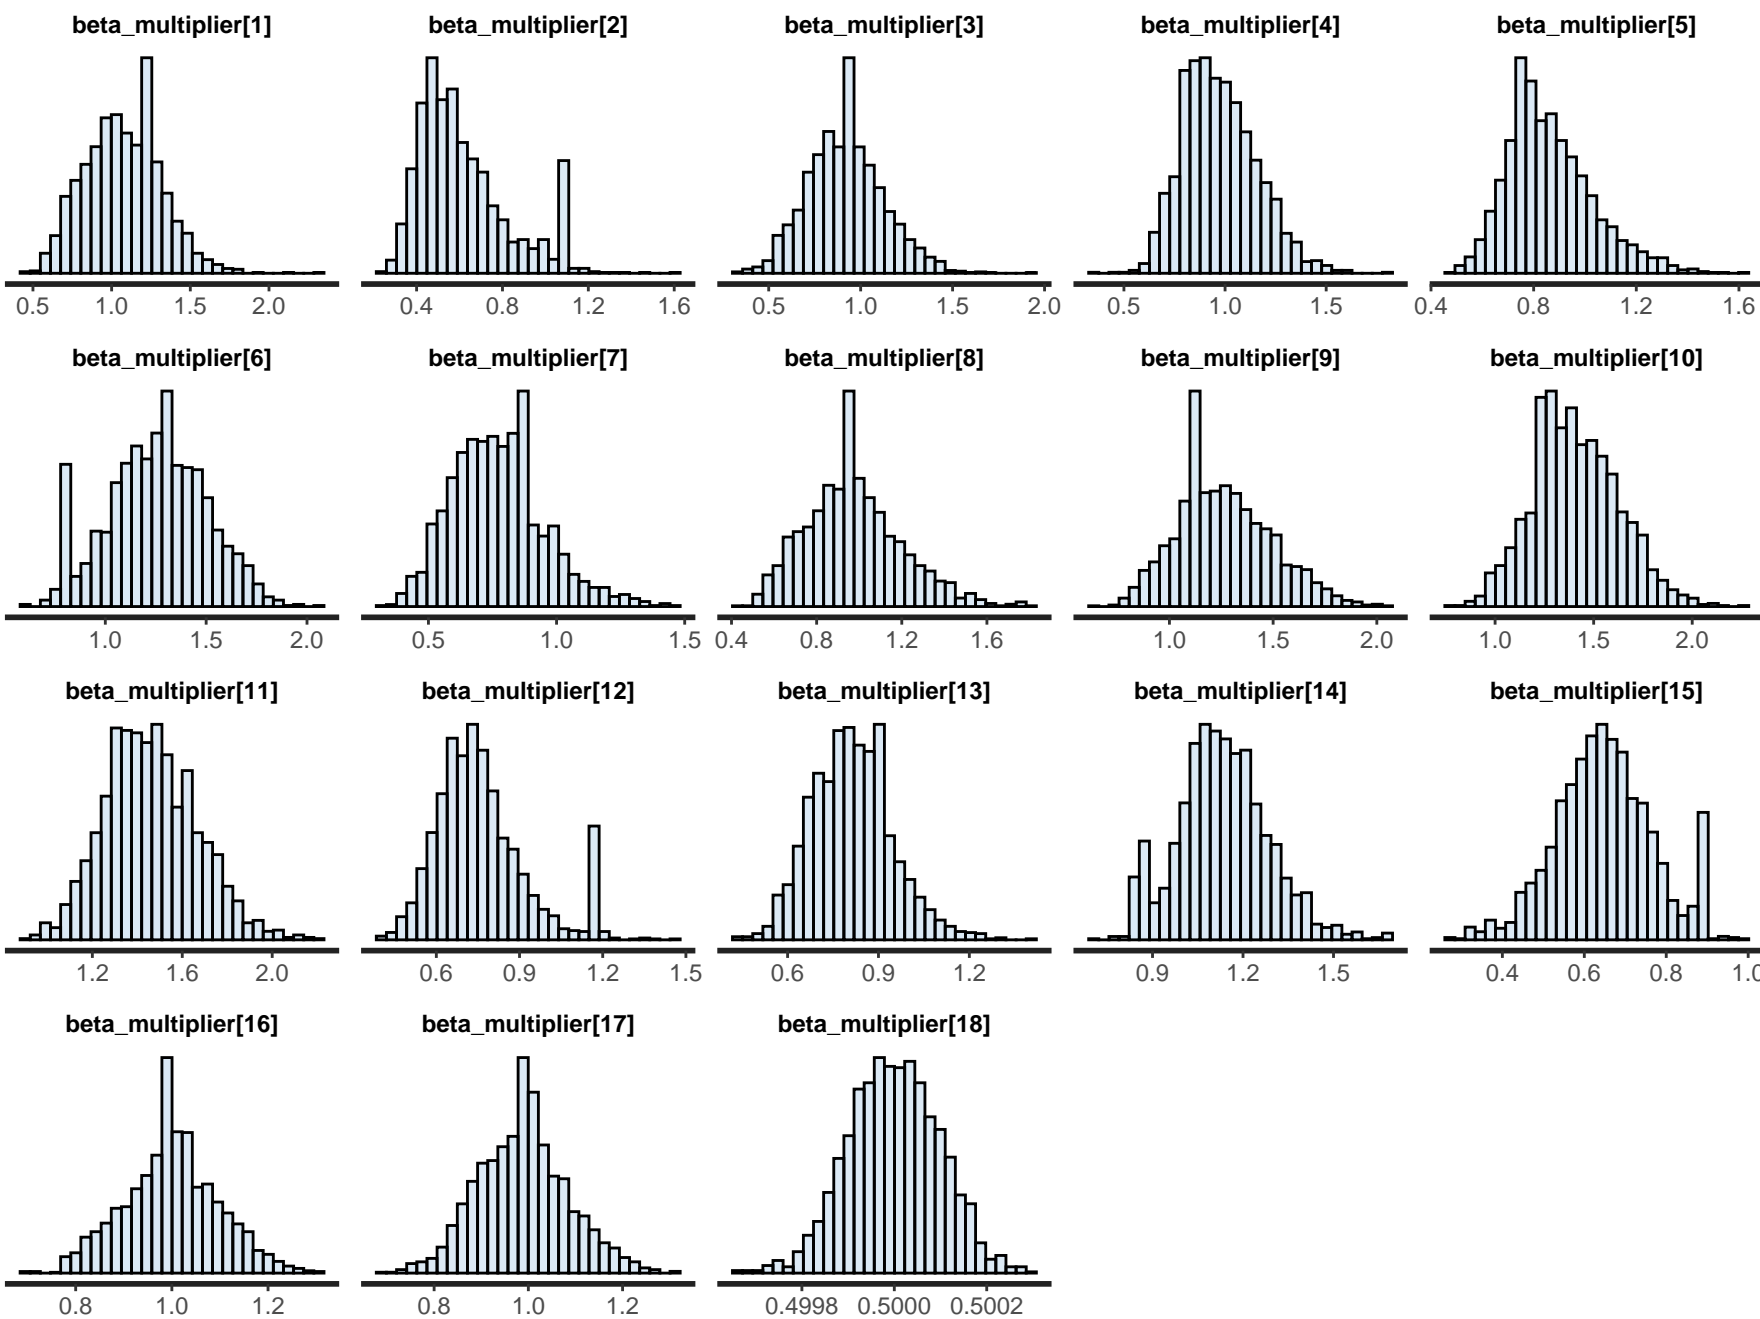 beta_multiplier[1] beta_multiplier[2] beta_multiplier[3] beta_multiplier[4] beta_multiplier[5]
0.5 1.0 1.5 2.0 0.4 0.8 1.2 1.6 0.5 1.0 1.5 2.0 0.5 1.0 1.5 0.4 0.8 1.2 1.6
beta_multiplier[6] beta_multiplier[7] beta_multiplier[8] beta_multiplier[9] beta_multiplier[10]
1.0 1.5 2.0 0.5 1.0 1.5 0.4 0.8 1.2 1.6 1.0 1.5 2.0 1.0 1.5 2.0
beta_multiplier[11] beta_multiplier[12] beta_multiplier[13] beta_multiplier[14] beta_multiplier[15]
1.2 1.6 2.0 0.6 0.9 1.2 1.5 0.6 0.9 1.2 0.9 1.2 1.5 0.4 0.6 0.8 1.0
beta_multiplier[16] beta_multiplier[17] beta_multiplier[18]
0.8 1.0 1.2 0.8 1.0 1.2 0.4998 0.5000 0.5002